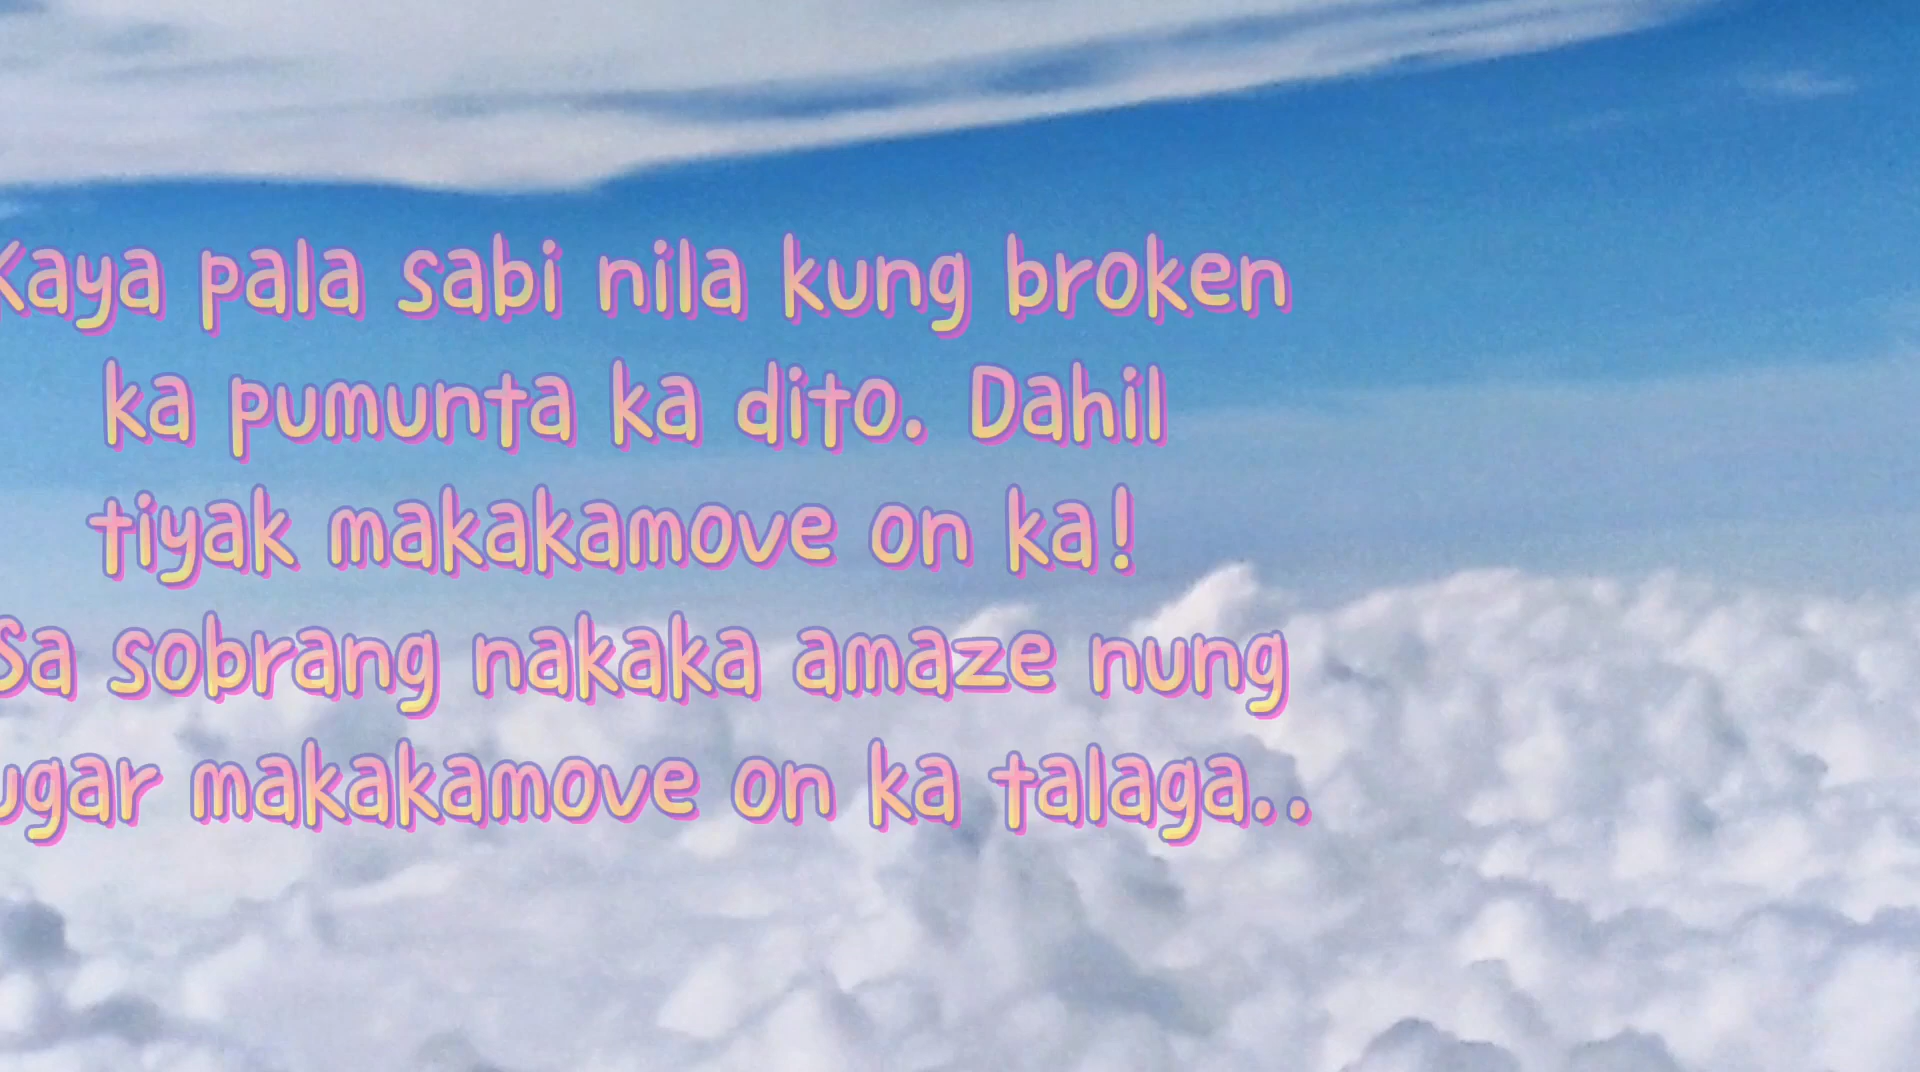 Kaya pala sabi nila kung broken
ka pumunta ka dito. Dahil
tiyak makakamove on ka!
Sa sobrang nakaka amaze nung
ugar makakamove on ka talaga..